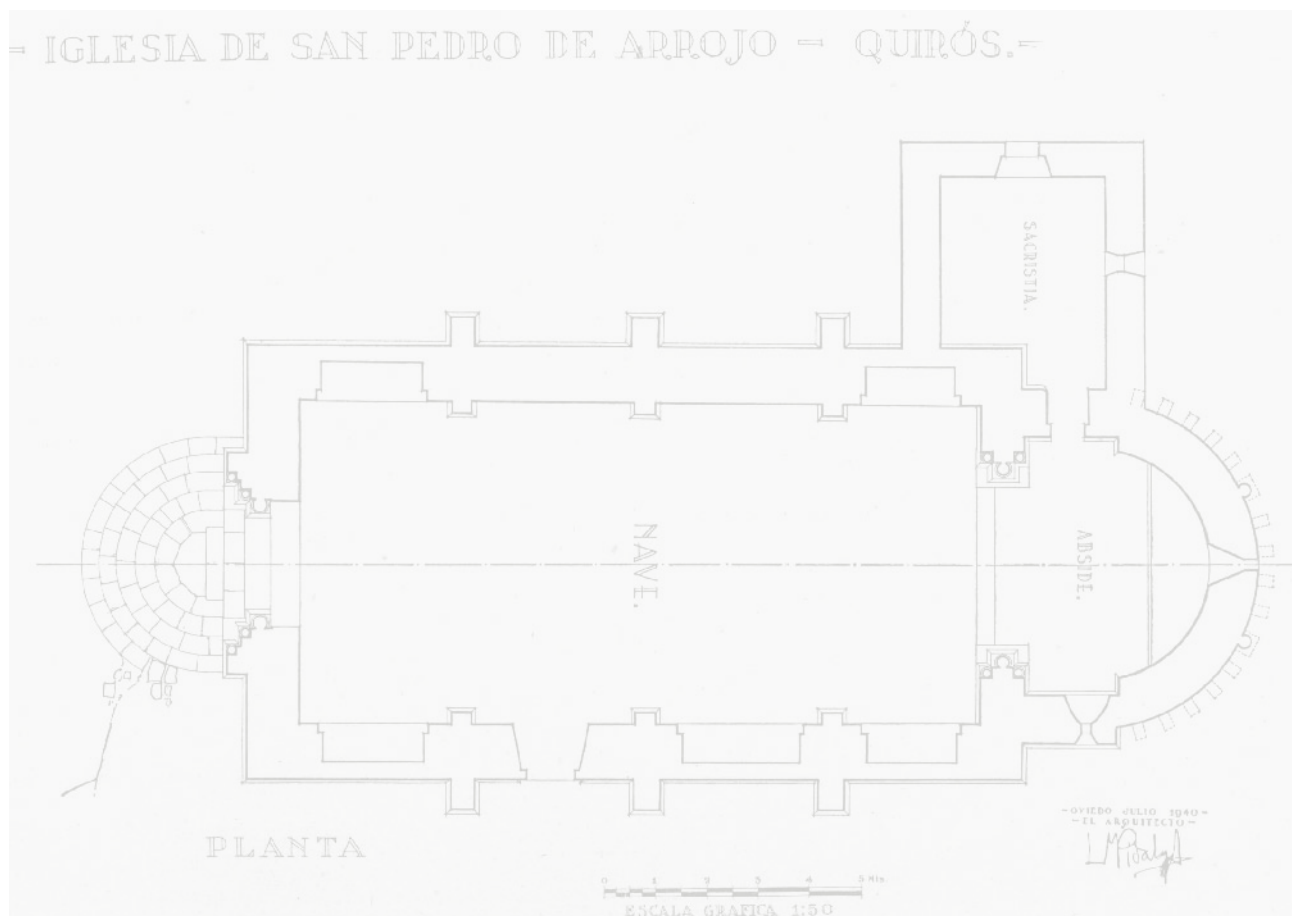 - IGLESIA DE SAN PEDRO DE ARROJO - QUIRÓS.-
SACRISTIA.
NAVE.
ABSIDE.
PLANTA
-OVIEDO JULIO 1940-
-EL ARQUITECTO-
0 1 2 3 4 5 Mts.
ESCALA GRAFICA 1:50